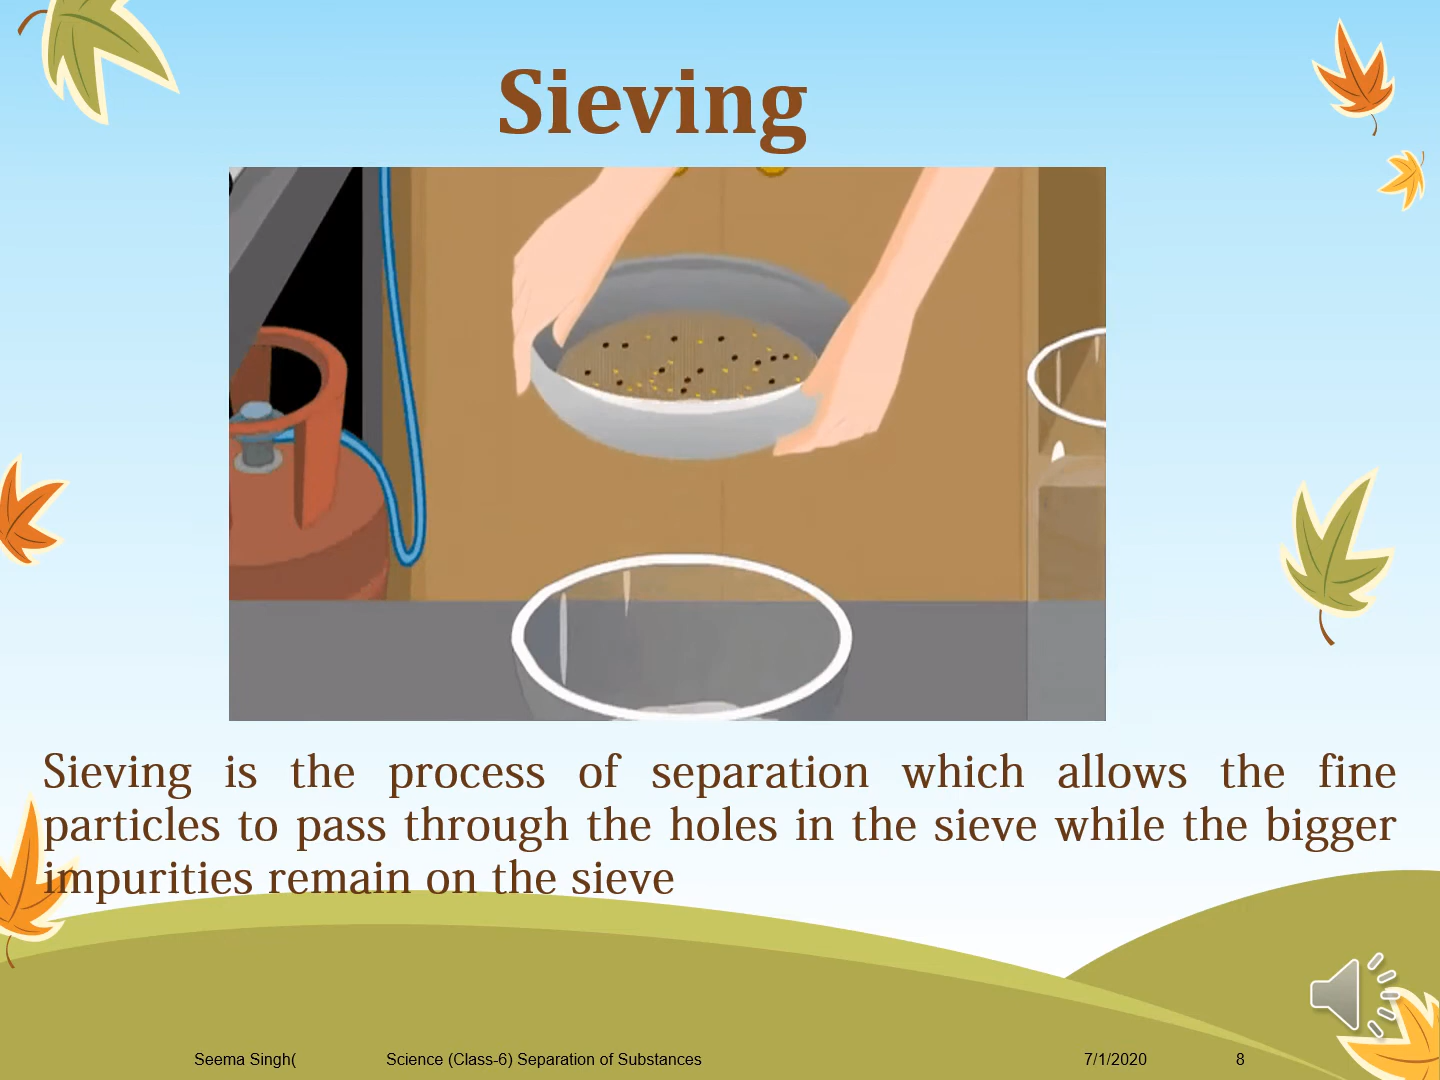 Sieving
Sieving is the process of separation which allows the fine
particles to pass through the holes in the sieve while the bigger
impurities remain on the sieve
Seema Singh( Science (Class-6) Separation of Substances 7/1/2020 8